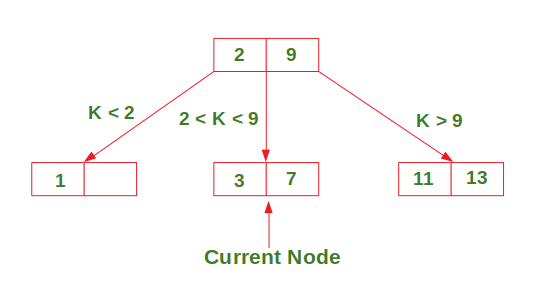 2 9
K < 2
2 < K < 9
K > 9
1
3 7
11 13
Current Node